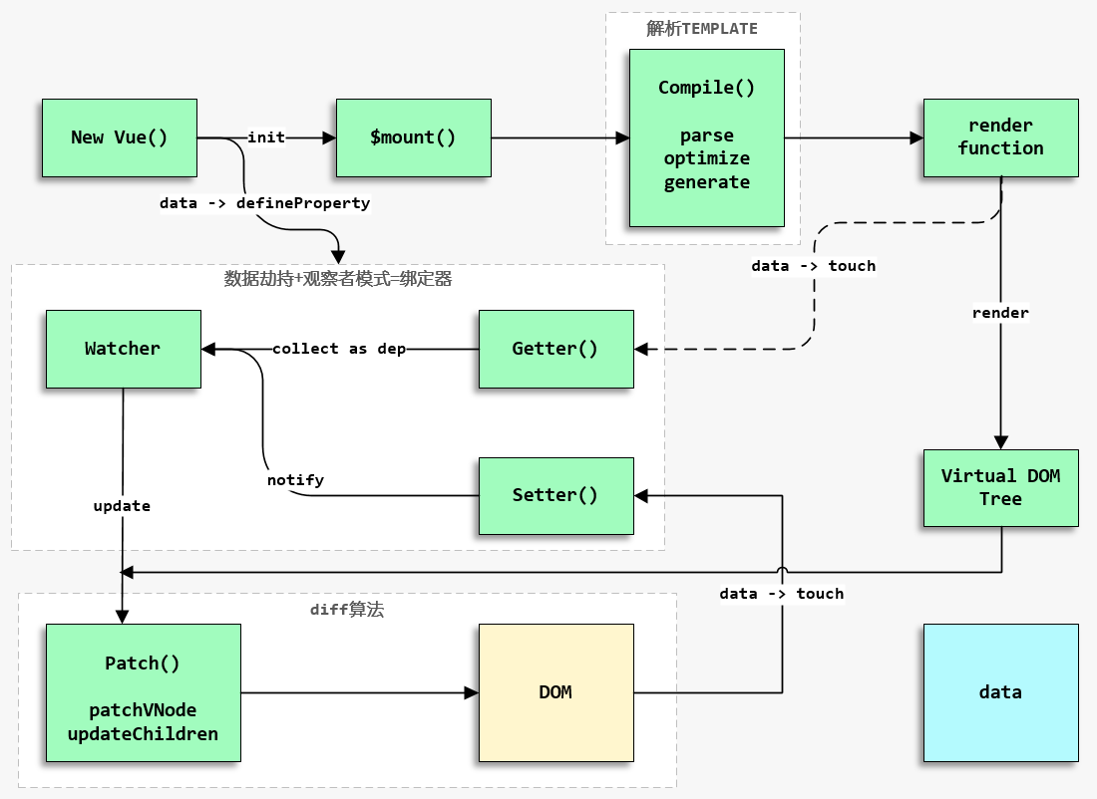 解析TEMPLATE
Compile()
parse
optimize
generate
New Vue()
init
$mount()
render
function
data -> defineProperty
数据劫持+观察者模式=绑定器
data -> touch
render
Watcher
collect as dep
Getter()
notify
Setter()
update
Virtual DOM
Tree
data -> touch
diff算法
Patch()
patchVNode
updateChildren
DOM
data